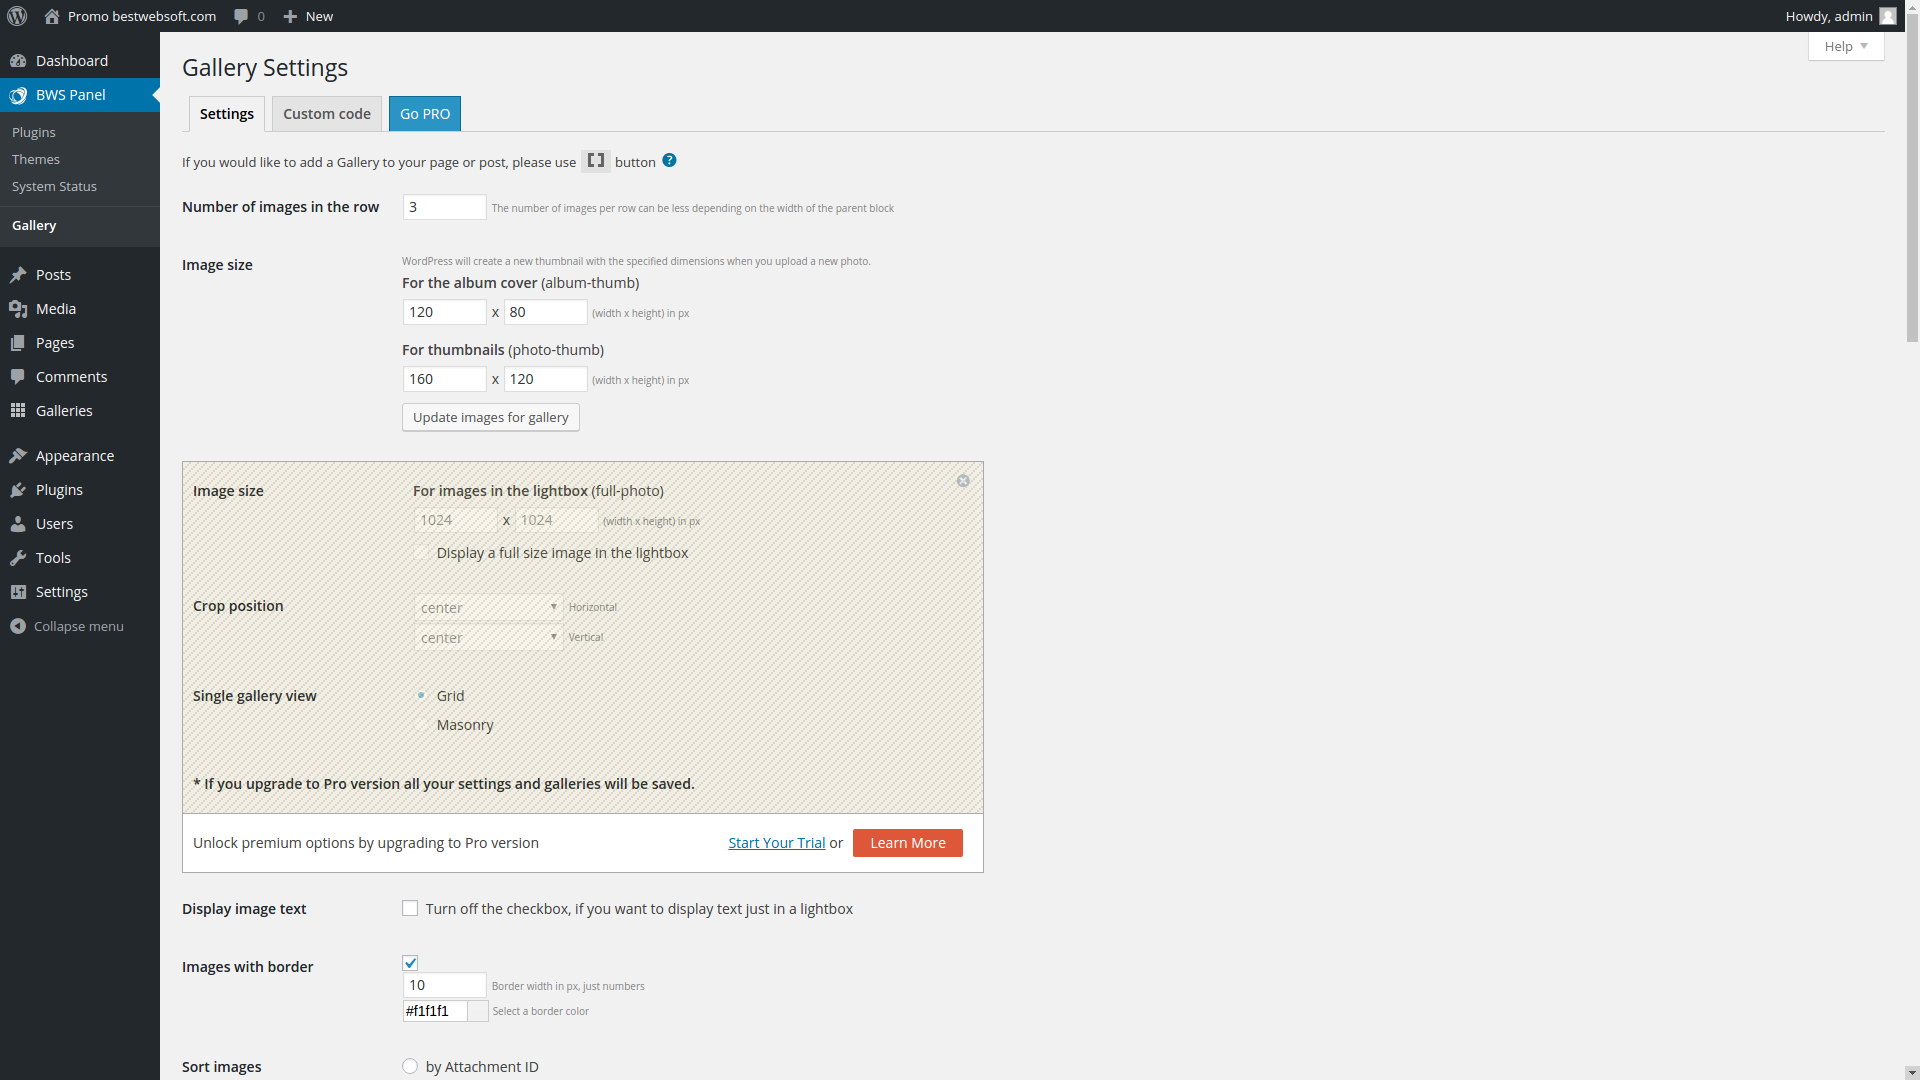 Promo bestwebsoft.com 0 New Howdy, admin
Help
Dashboard
BWS Panel
Plugins
Themes
System Status
Gallery
Posts
Media
Pages
Comments
Galleries
Appearance
Plugins
Users
Tools
Settings
Collapse menu
Gallery Settings
Settings Custom code Go PRO
If you would like to add a Gallery to your page or post, please use button ?
Number of images in the row 3 The number of images per row can be less depending on the width of the parent block
Image size WordPress will create a new thumbnail with the specified dimensions when you upload a new photo.
For the album cover (album-thumb)
120 x 80 (width x height) in px
For thumbnails (photo-thumb)
160 x 120 (width x height) in px
Update images for gallery
Image size For images in the lightbox (full-photo)
1024 x 1024 (width x height) in px
Display a full size image in the lightbox
Crop position center Horizontal
center Vertical
Single gallery view Grid
Masonry
* If you upgrade to Pro version all your settings and galleries will be saved.
Unlock premium options by upgrading to Pro version Start Your Trial or Learn More
Display image text Turn off the checkbox, if you want to display text just in a lightbox
Images with border
10 Border width in px, just numbers
#f1f1f1 Select a border color
Sort images by Attachment ID